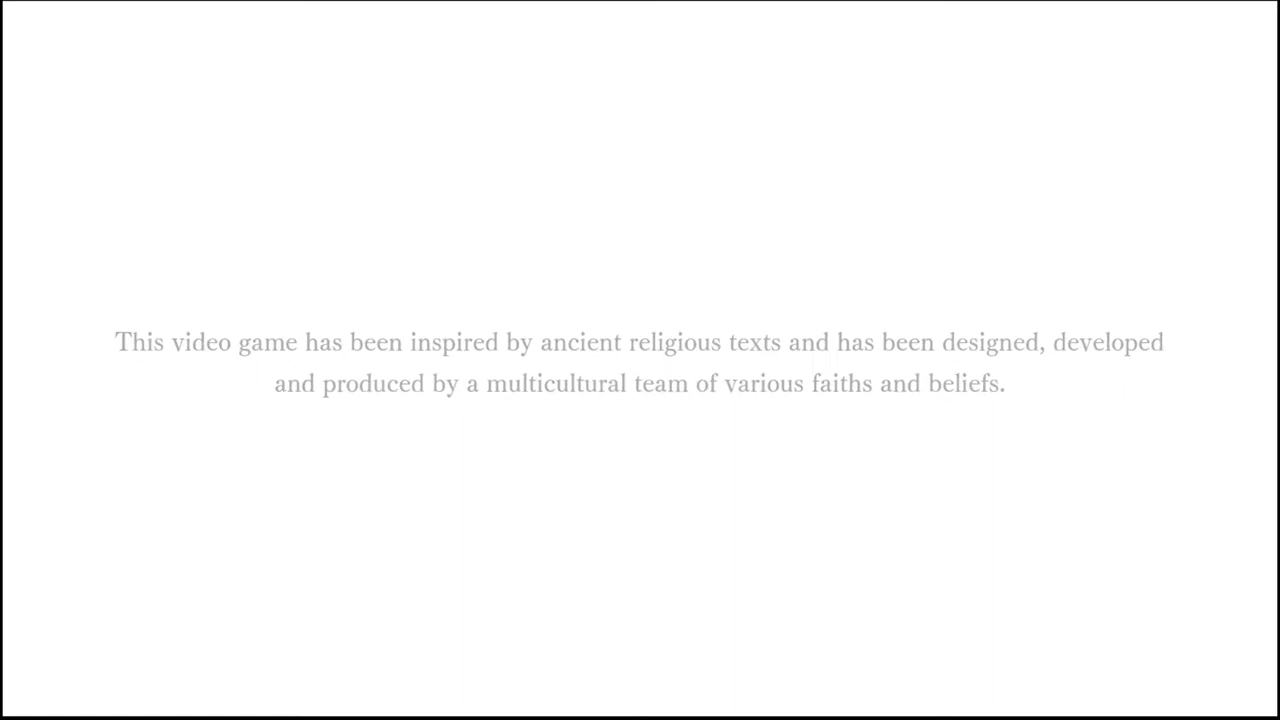 This video game has been inspired by ancient religious texts and has been designed, developed
and produced by a multicultural team of various faiths and beliefs.